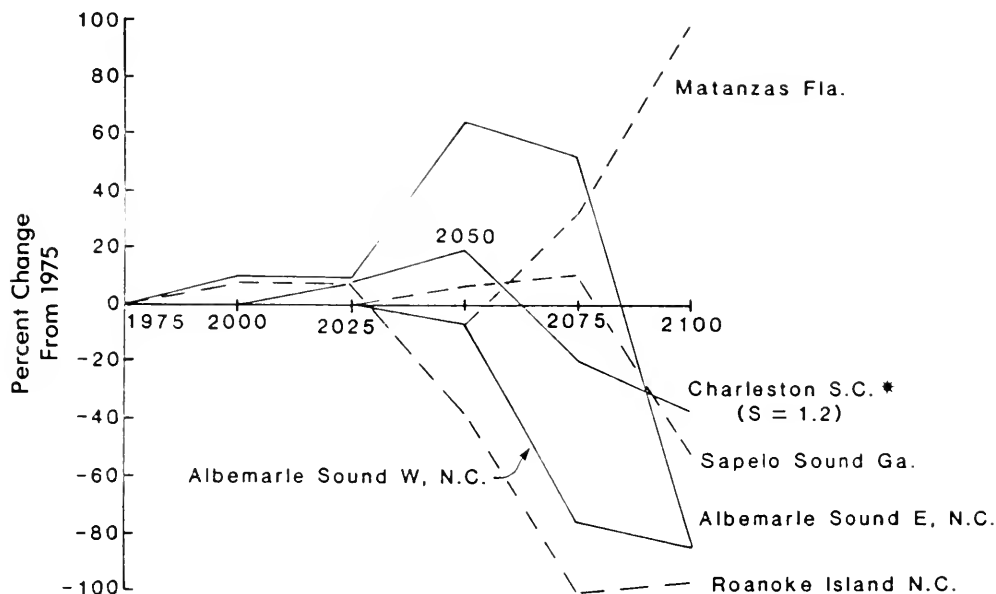 100
80
60
40
20
0
-20
-40
-60
-80
-100
Percent Change
From 1975
1975
2000
2025
2050
2075
2100
Matanzas Fla.
Charleston S.C. *
(S = 1.2)
Sapelo Sound Ga.
Albemarle Sound W, N.C.
Albemarle Sound E, N.C.
Roanoke Island N.C.